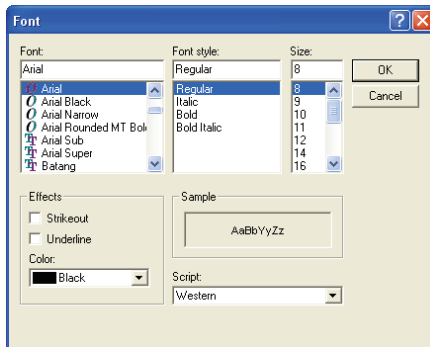 Font
Font: Font style: Size:
Arial Regular 8 OK
Arial Regular 8 Cancel
Arial Black Italic 9
Arial Narrow Bold 10
Arial Rounded MT Bol Bold Italic 11
Arial Sub 12
Arial Super 14
Batang 16
Effects Sample
Strikeout AaBbYyZz
Underline
Color:
Black Script:
Western